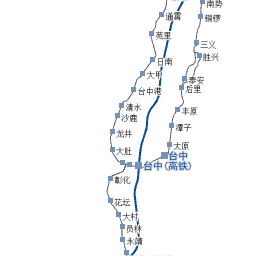 南势
通霄
铜锣
苑里
三义
胜兴
日南
大甲
泰安
后里
台中港
清水
沙鹿
丰原
潭子
龙井
太原
大肚
台中
台中(高铁)
彰化
花坛
大村
员林
永靖